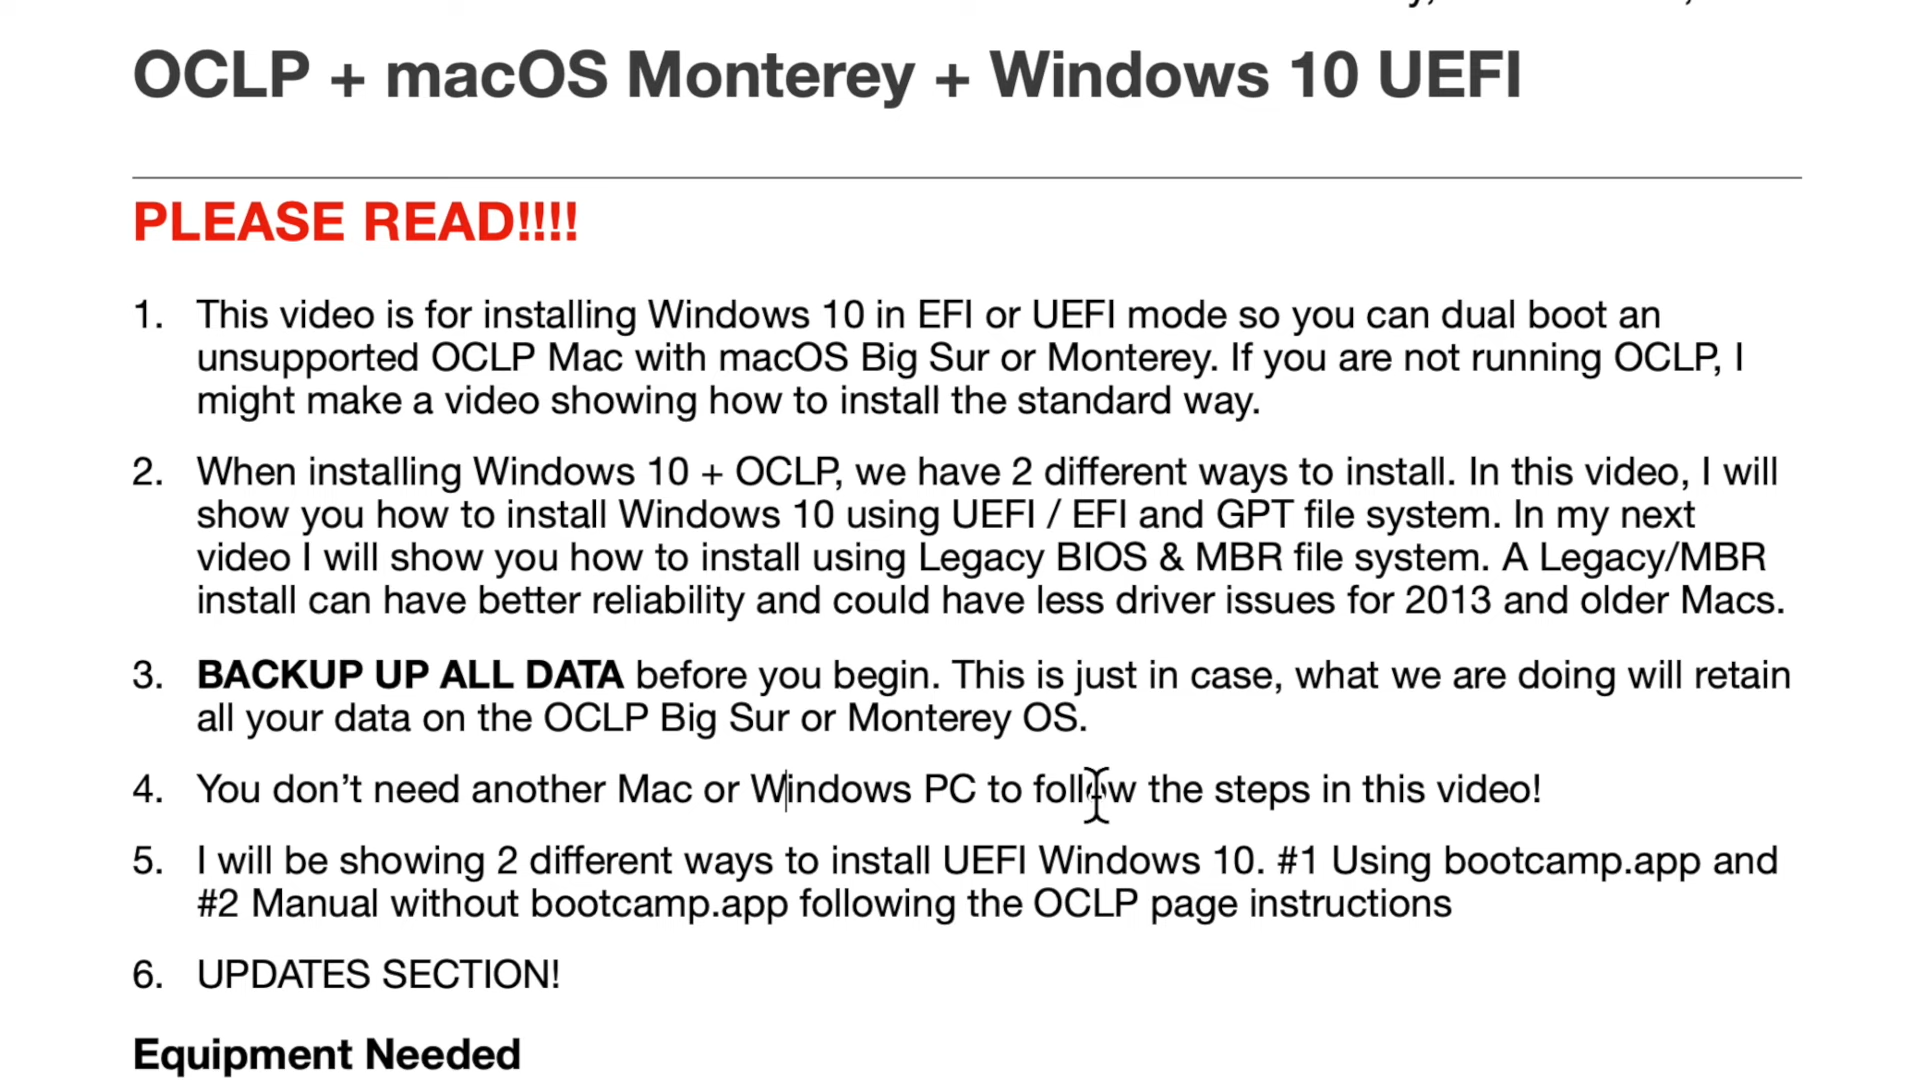 OCLP + macOS Monterey + Windows 10 UEFI
PLEASE READ!!!!
1. This video is for installing Windows 10 in EFI or UEFI mode so you can dual boot an
unsupported OCLP Mac with macOS Big Sur or Monterey. If you are not running OCLP, I
might make a video showing how to install the standard way.
2. When installing Windows 10 + OCLP, we have 2 different ways to install. In this video, I will
show you how to install Windows 10 using UEFI / EFI and GPT file system. In my next
video I will show you how to install using Legacy BIOS & MBR file system. A Legacy/MBR
install can have better reliability and could have less driver issues for 2013 and older Macs.
3. BACKUP UP ALL DATA before you begin. This is just in case, what we are doing will retain
all your data on the OCLP Big Sur or Monterey OS.
4. You don’t need another Mac or Windows PC to follow the steps in this video!
5. I will be showing 2 different ways to install UEFI Windows 10. #1 Using bootcamp.app and
#2 Manual without bootcamp.app following the OCLP page instructions
6. UPDATES SECTION!
Equipment Needed